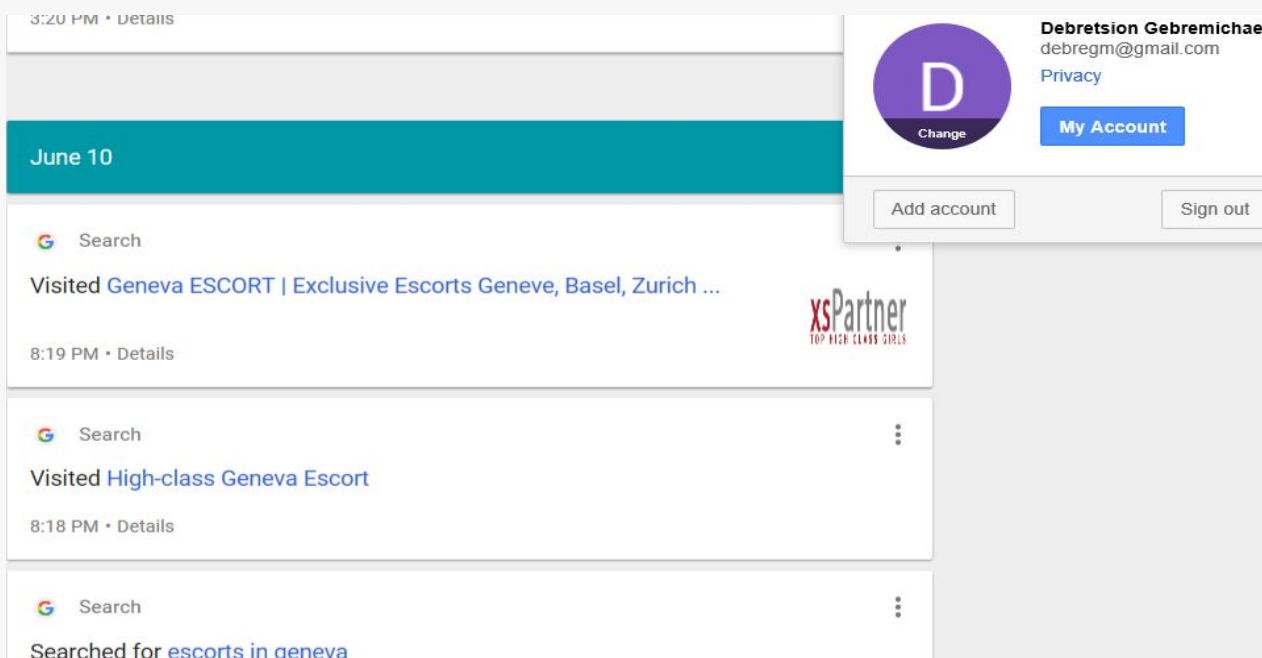 3:20 PM • Details
Debretsion Gebremichae
debregm@gmail.com
Privacy
D
Change
My Account
Add account
Sign out
June 10
G Search
Visited Geneva ESCORT | Exclusive Escorts Geneve, Basel, Zurich ...
xsPartner
TOP HIGH CLASS GIRLS
8:19 PM • Details
G Search
Visited High-class Geneva Escort
8:18 PM • Details
G Search
Searched for escorts in geneva